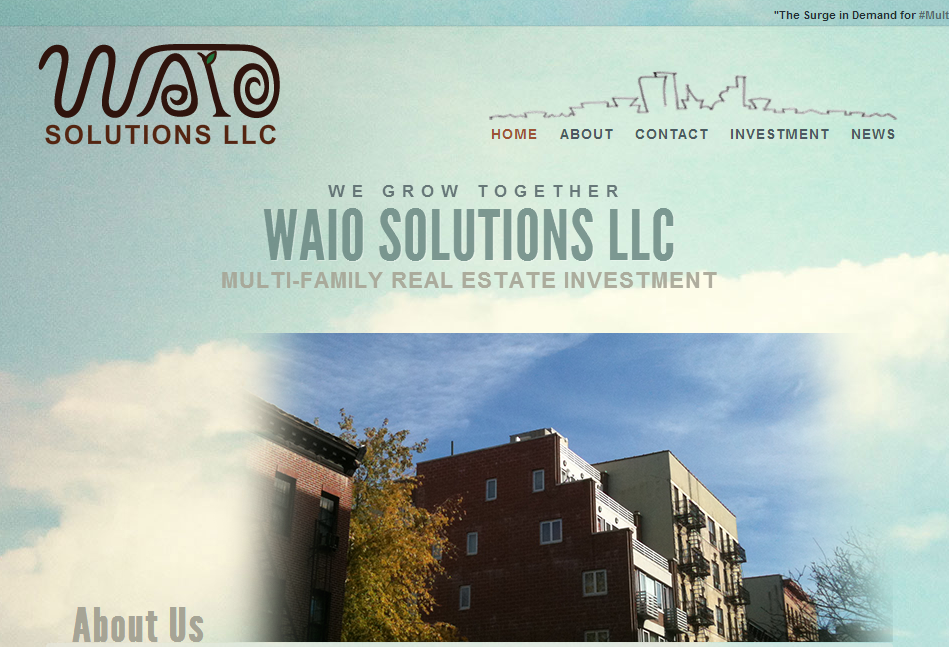 "The Surge in Demand for #Mult
WAIO
SOLUTIONS LLC
HOME ABOUT CONTACT INVESTMENT NEWS
WE GROW TOGETHER
WAIO SOLUTIONS LLC
MULTI-FAMILY REAL ESTATE INVESTMENT
About Us